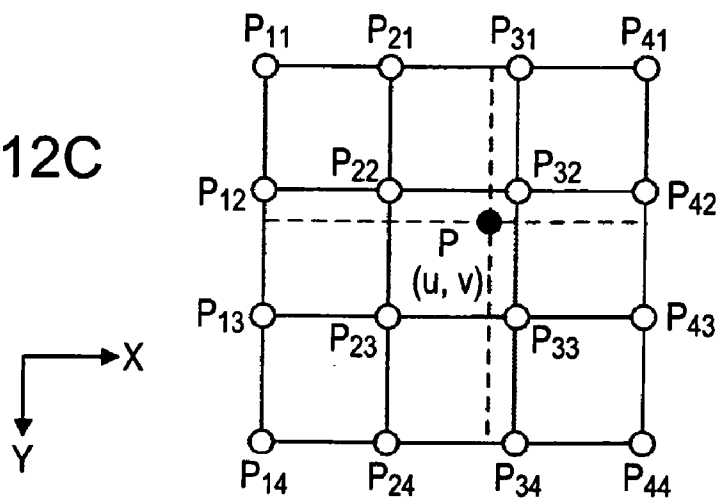 P11 P21 P31 P41
12C
P22 P32
P12 P42
P
(u, v)
P13 P43
P23 P33
X
Y
P14 P24 P34 P44